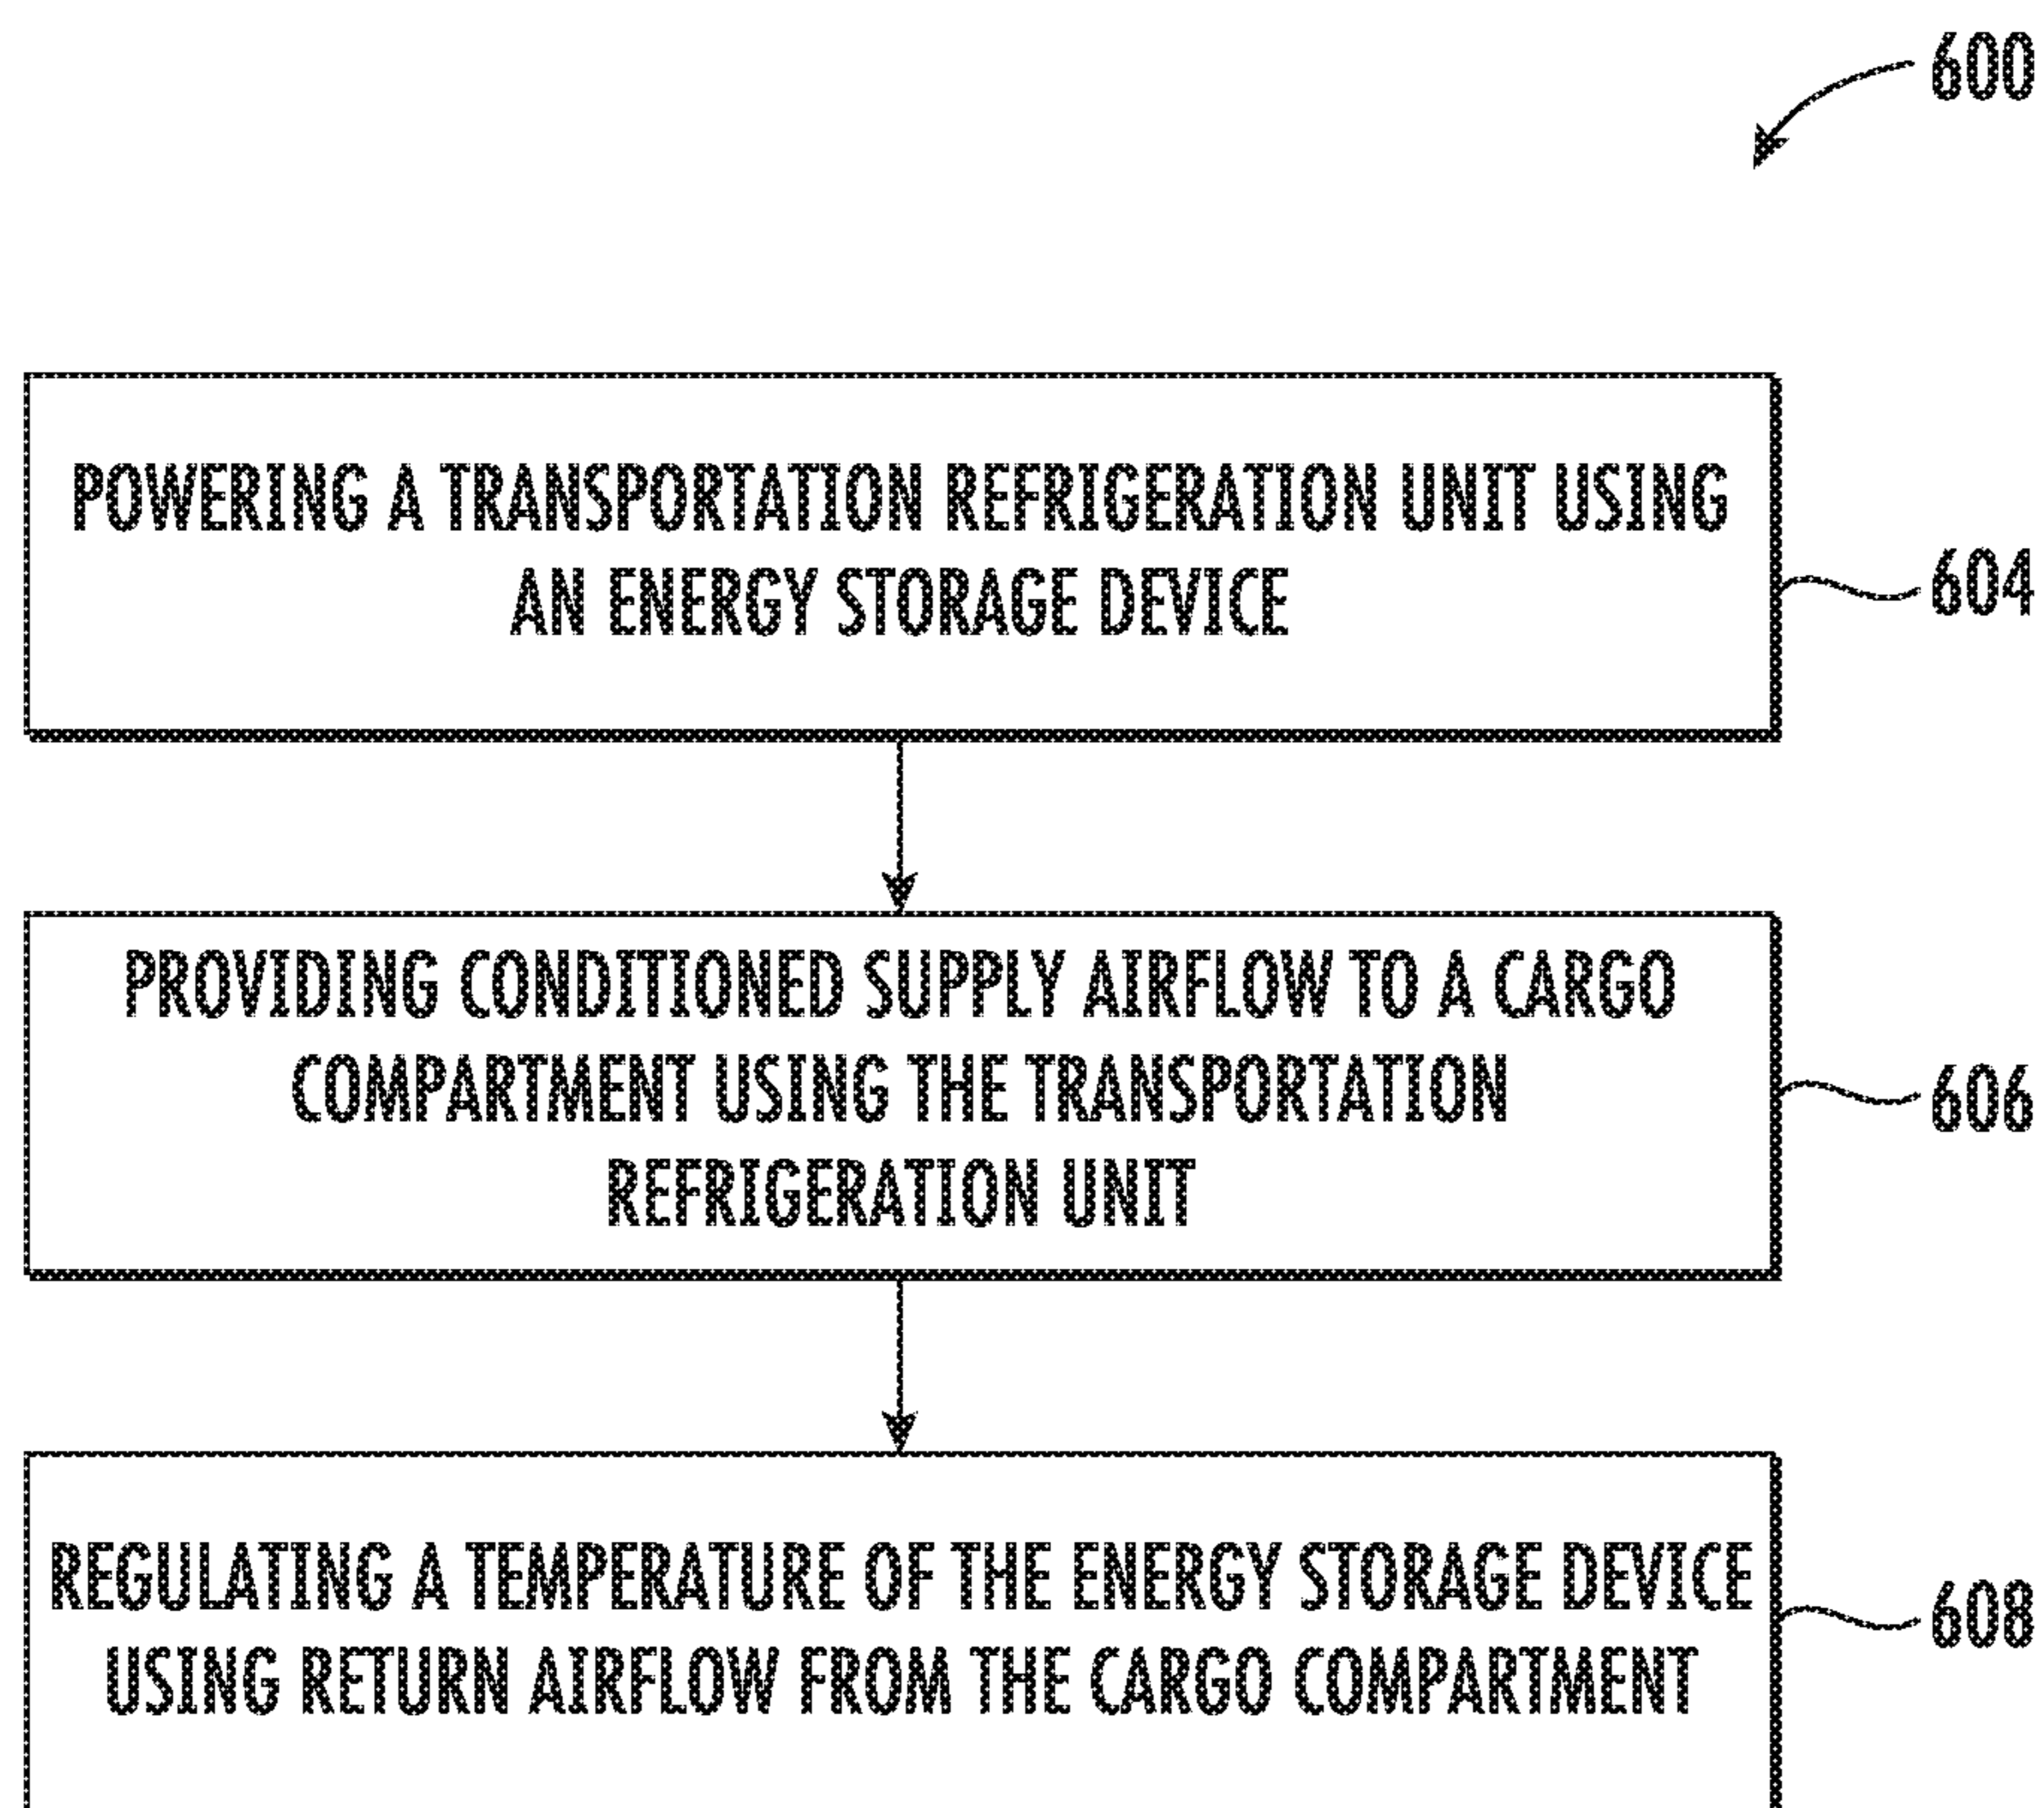 600
POWERING A TRANSPORTATION REFRIGERATION UNIT USING
AN ENERGY STORAGE DEVICE
604
PROVIDING CONDITIONED SUPPLY AIRFLOW TO A CARGO
COMPARTMENT USING THE TRANSPORTATION
REFRIGERATION UNIT
606
REGULATING A TEMPERATURE OF THE ENERGY STORAGE DEVICE
USING RETURN AIRFLOW FROM THE CARGO COMPARTMENT
608